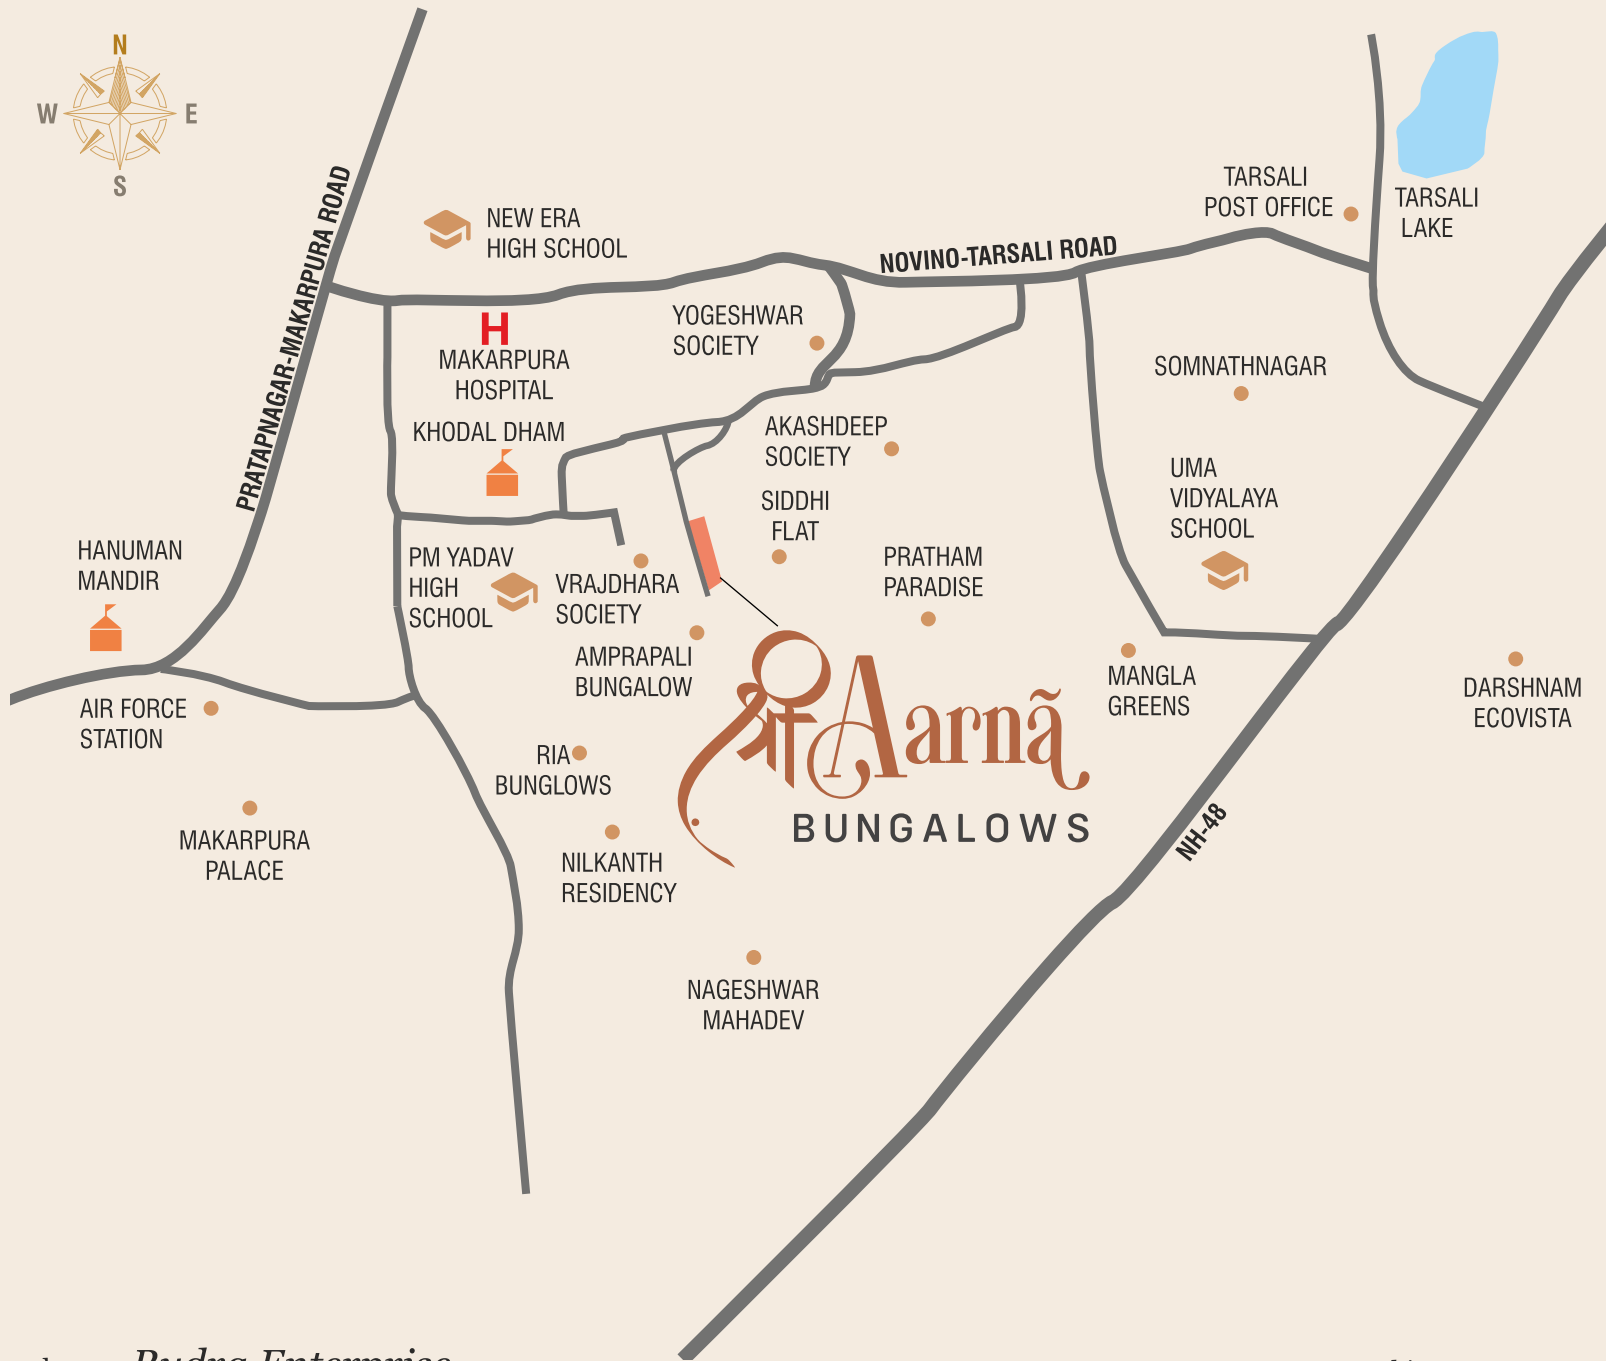 N
W E
S
PRATAPNAGAR-MAKARPURA ROAD
NEW ERA
HIGH SCHOOL
NOVINO-TARSALI ROAD
TARSALI
POST OFFICE
TARSALI
LAKE
H
MAKARPURA
HOSPITAL
YOGESHWAR
SOCIETY
SOMNATHNAGAR
KHODAL DHAM
AKASHDEEP
SOCIETY
UMA
VIDYALAYA
SCHOOL
SIDDHI
FLAT
HANUMAN
MANDIR
PM YADAV
HIGH
SCHOOL
VRAJDHARA
SOCIETY
PRATHAM
PARADISE
AMPRAPALI
BUNGALOW
MANGLA
GREENS
DARSHNAM
ECOVISTA
AIR FORCE
STATION
श्री Aarnã
BUNGALOWS
RIA
BUNGLOWS
NH-48
MAKARPURA
PALACE
NILKANTH
RESIDENCY
NAGESHWAR
MAHADEV
Rudra Enterprise